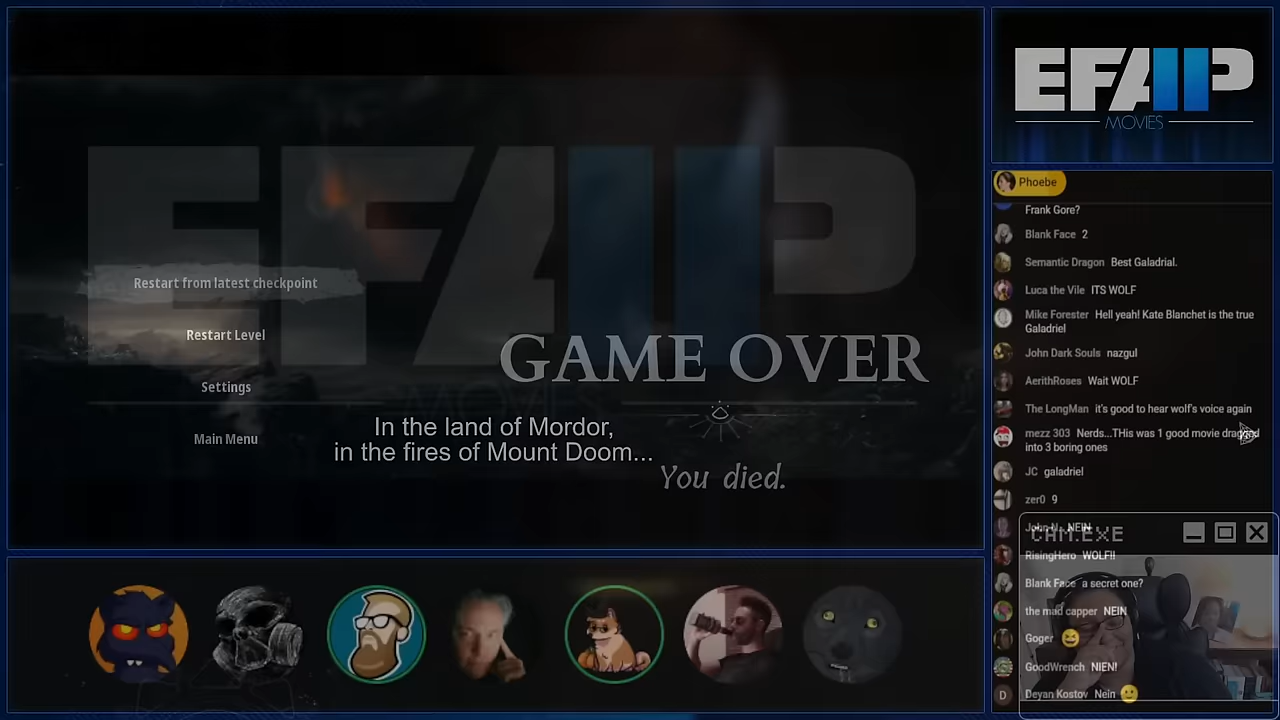 EFAP
MOVIES
Restart from latest checkpoint
Restart Level
Settings
Main Menu
GAME OVER
In the land of Mordor,
in the fires of Mount Doom...
You died.
EFAP
MOVIES
Phoebe
Frank Gore?
Blank Face 2
Semantic Dragon Best Galadrial.
Luca the Vile ITS WOLF
Mike Forester Hell yeah! Kate Blanchet is the true
Galadriel
John Dark Souls nazgul
AerithRoses Wait WOLF
The LongMan it's good to hear wolf's voice again
mezz 303 Nerds...THis was 1 good movie dragged
into 3 boring ones
JC galadriel
zer0 9
John N. NEIN
CAM.EXE
RisingHero WOLF!!
Blank Face a secret one?
the mad capper NEIN
Goger 😆
GoodWrench NIEN!
D Deyan Kostov Nein 🙂